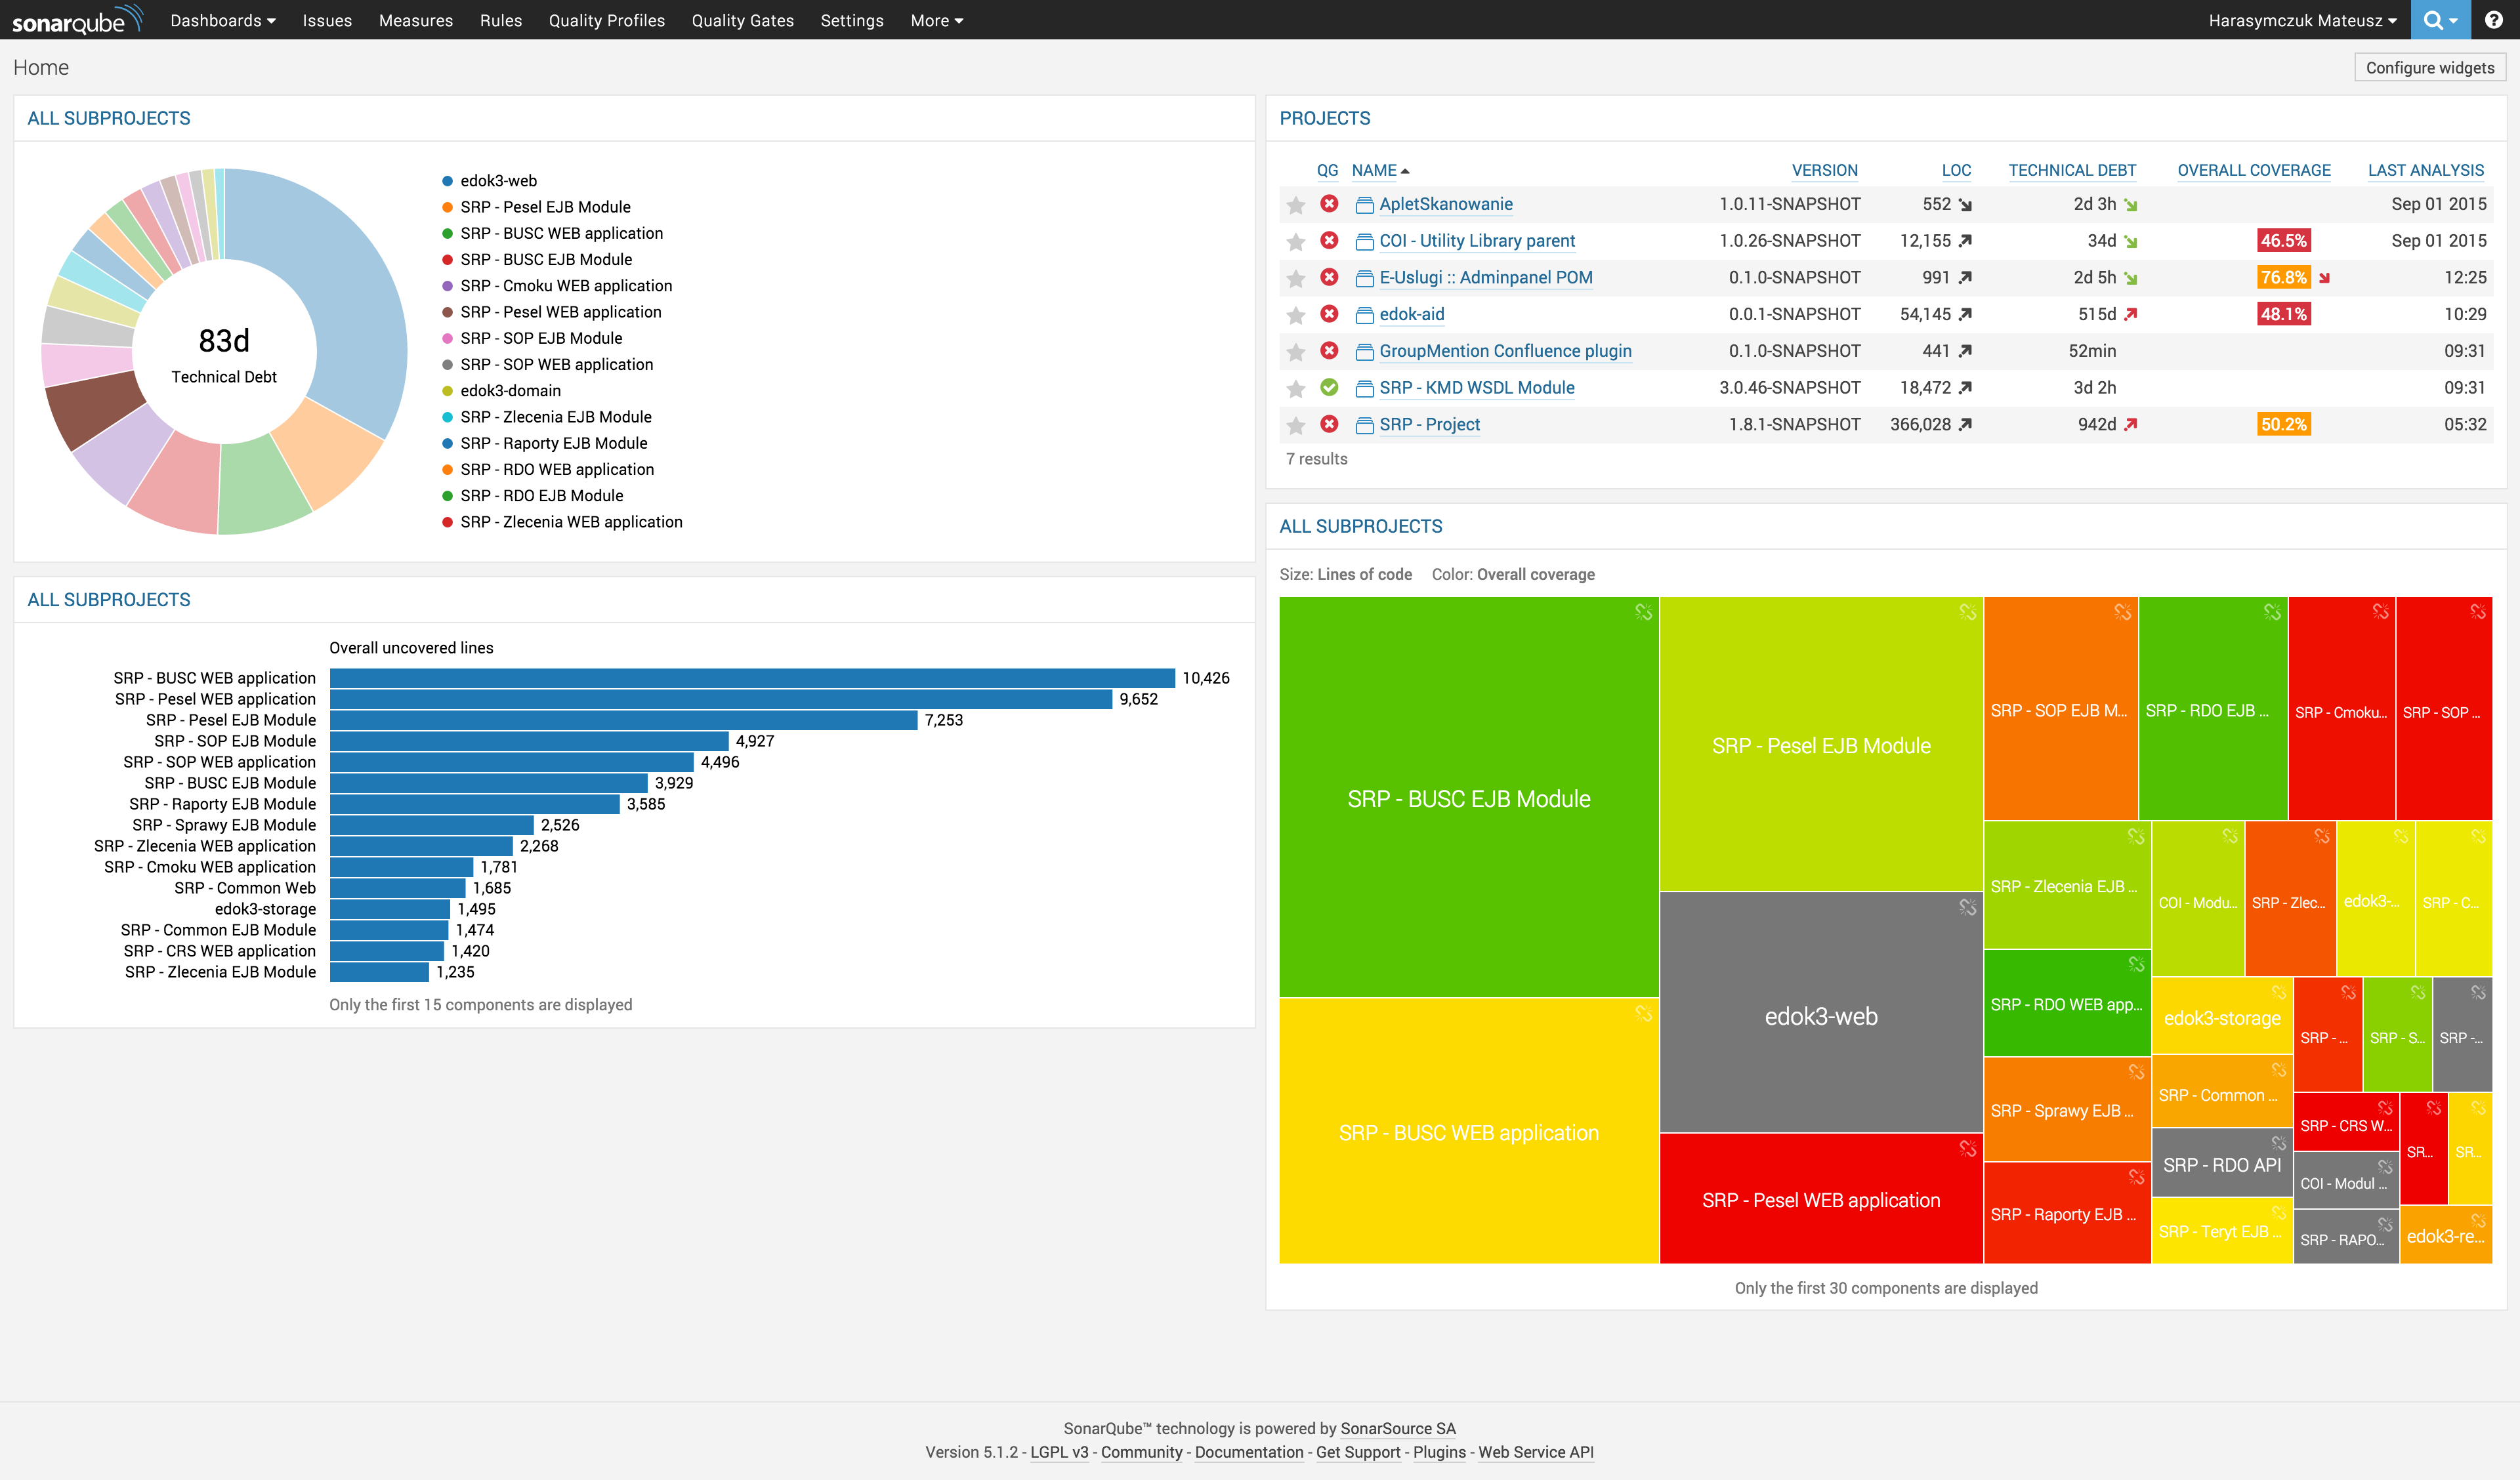 sonarqube Dashboards Issues Measures Rules Quality Profiles Quality Gates Settings More Harasymczuk Mateusz ?
Home
Configure widgets
ALL SUBPROJECTS
83d
Technical Debt
edok3-web
SRP - Pesel EJB Module
SRP - BUSC WEB application
SRP - BUSC EJB Module
SRP - Cmoku WEB application
SRP - Pesel WEB application
SRP - SOP EJB Module
SRP - SOP WEB application
edok3-domain
SRP - Zlecenia EJB Module
SRP - Raporty EJB Module
SRP - RDO WEB application
SRP - RDO EJB Module
SRP - Zlecenia WEB application
ALL SUBPROJECTS
Overall uncovered lines
SRP - BUSC WEB application 10,426
SRP - Pesel WEB application 9,652
SRP - Pesel EJB Module 7,253
SRP - SOP EJB Module 4,927
SRP - SOP WEB application 4,496
SRP - BUSC EJB Module 3,929
SRP - Raporty EJB Module 3,585
SRP - Sprawy EJB Module 2,526
SRP - Zlecenia WEB application 2,268
SRP - Cmoku WEB application 1,781
SRP - Common Web 1,685
edok3-storage 1,495
SRP - Common EJB Module 1,474
SRP - CRS WEB application 1,420
SRP - Zlecenia EJB Module 1,235
Only the first 15 components are displayed
PROJECTS
QG NAME VERSION LOC TECHNICAL DEBT OVERALL COVERAGE LAST ANALYSIS
ApletSkanowanie 1.0.11-SNAPSHOT 552 2d 3h Sep 01 2015
COI - Utility Library parent 1.0.26-SNAPSHOT 12,155 34d 46.5% Sep 01 2015
E-Uslugi :: Adminpanel POM 0.1.0-SNAPSHOT 991 2d 5h 76.8% 12:25
edok-aid 0.0.1-SNAPSHOT 54,145 515d 48.1% 10:29
GroupMention Confluence plugin 0.1.0-SNAPSHOT 441 52min 09:31
SRP - KMD WSDL Module 3.0.46-SNAPSHOT 18,472 3d 2h 09:31
SRP - Project 1.8.1-SNAPSHOT 366,028 942d 50.2% 05:32
7 results
ALL SUBPROJECTS
Size: Lines of code Color: Overall coverage
SRP - BUSC EJB Module
SRP - BUSC WEB application
SRP - Pesel EJB Module
edok3-web
SRP - Pesel WEB application
SRP - SOP EJB M...
SRP - RDO EJB ...
SRP - Cmoku...
SRP - SOP ...
SRP - Zlecenia EJB ...
SRP - RDO WEB app...
SRP - Sprawy EJB ...
SRP - Raporty EJB ...
COI - Modu...
SRP - Zlec...
edok3-...
SRP - C...
edok3-storage
SRP - Common ...
SRP - RDO API
SRP - Teryt EJB ...
SRP - ...
SRP - S...
SRP -...
SRP - CRS W...
COI - Modul ...
SRP - RAPO...
SR...
SR...
edok3-re...
Only the first 30 components are displayed
SonarQube™ technology is powered by SonarSource SA
Version 5.1.2 - LGPL v3 - Community - Documentation - Get Support - Plugins - Web Service API